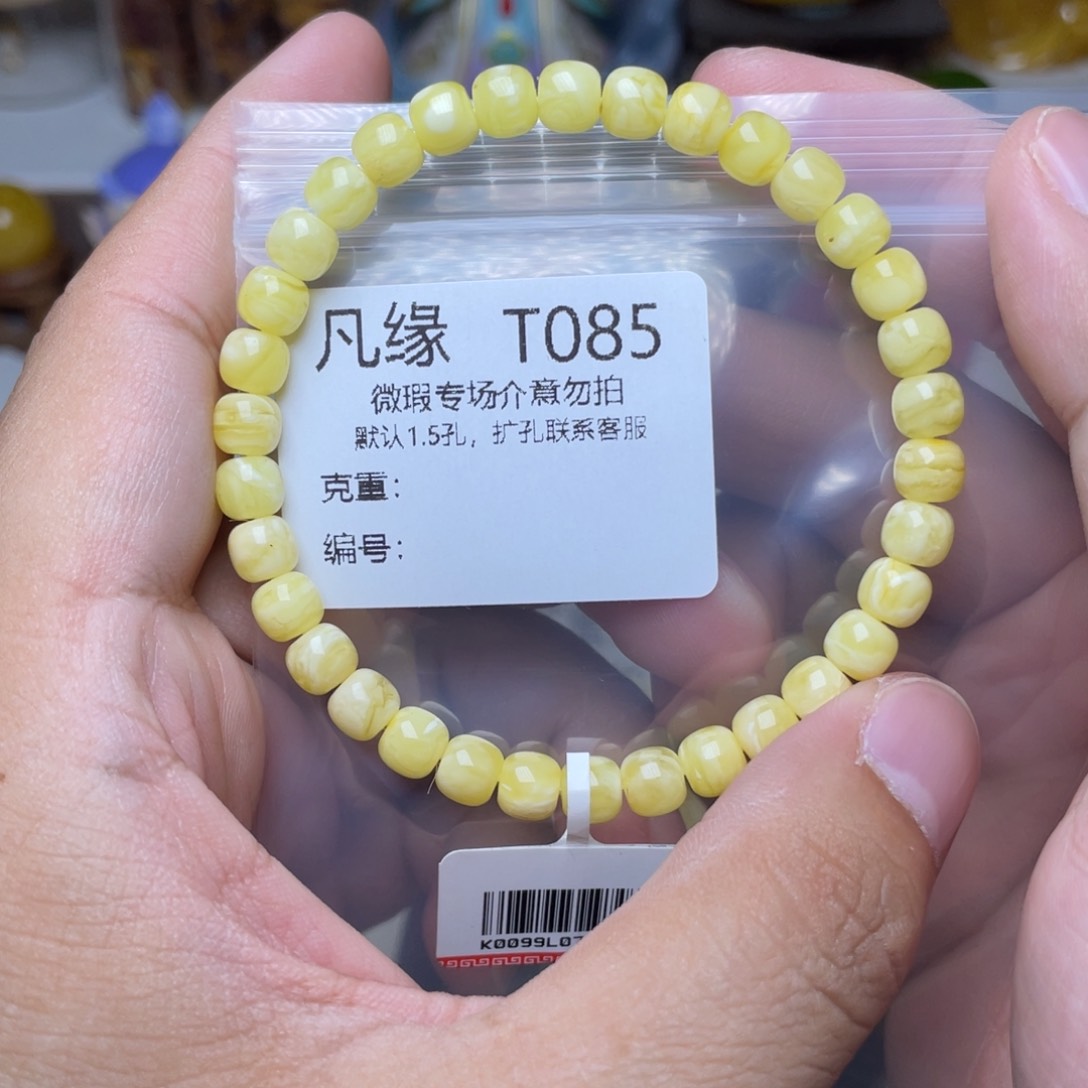 凡缘 T085
微瑕专场介意勿拍
默认1.5孔，扩孔联系客服
克重：
编号：